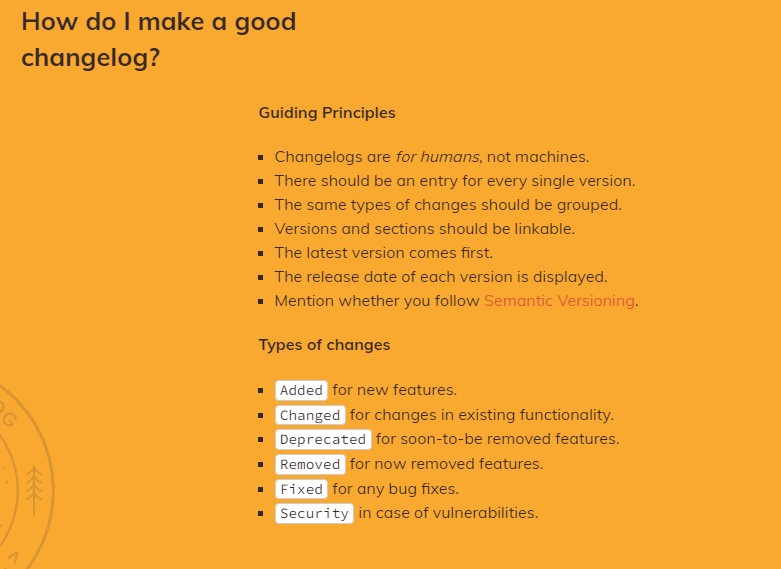 How do I make a good
changelog?
Guiding Principles
Changelogs are for humans, not machines.
There should be an entry for every single version.
The same types of changes should be grouped.
Versions and sections should be linkable.
The latest version comes first.
The release date of each version is displayed.
Mention whether you follow Semantic Versioning.
Types of changes
Added for new features.
Changed for changes in existing functionality.
Deprecated for soon-to-be removed features.
Removed for now removed features.
Fixed for any bug fixes.
Security in case of vulnerabilities.